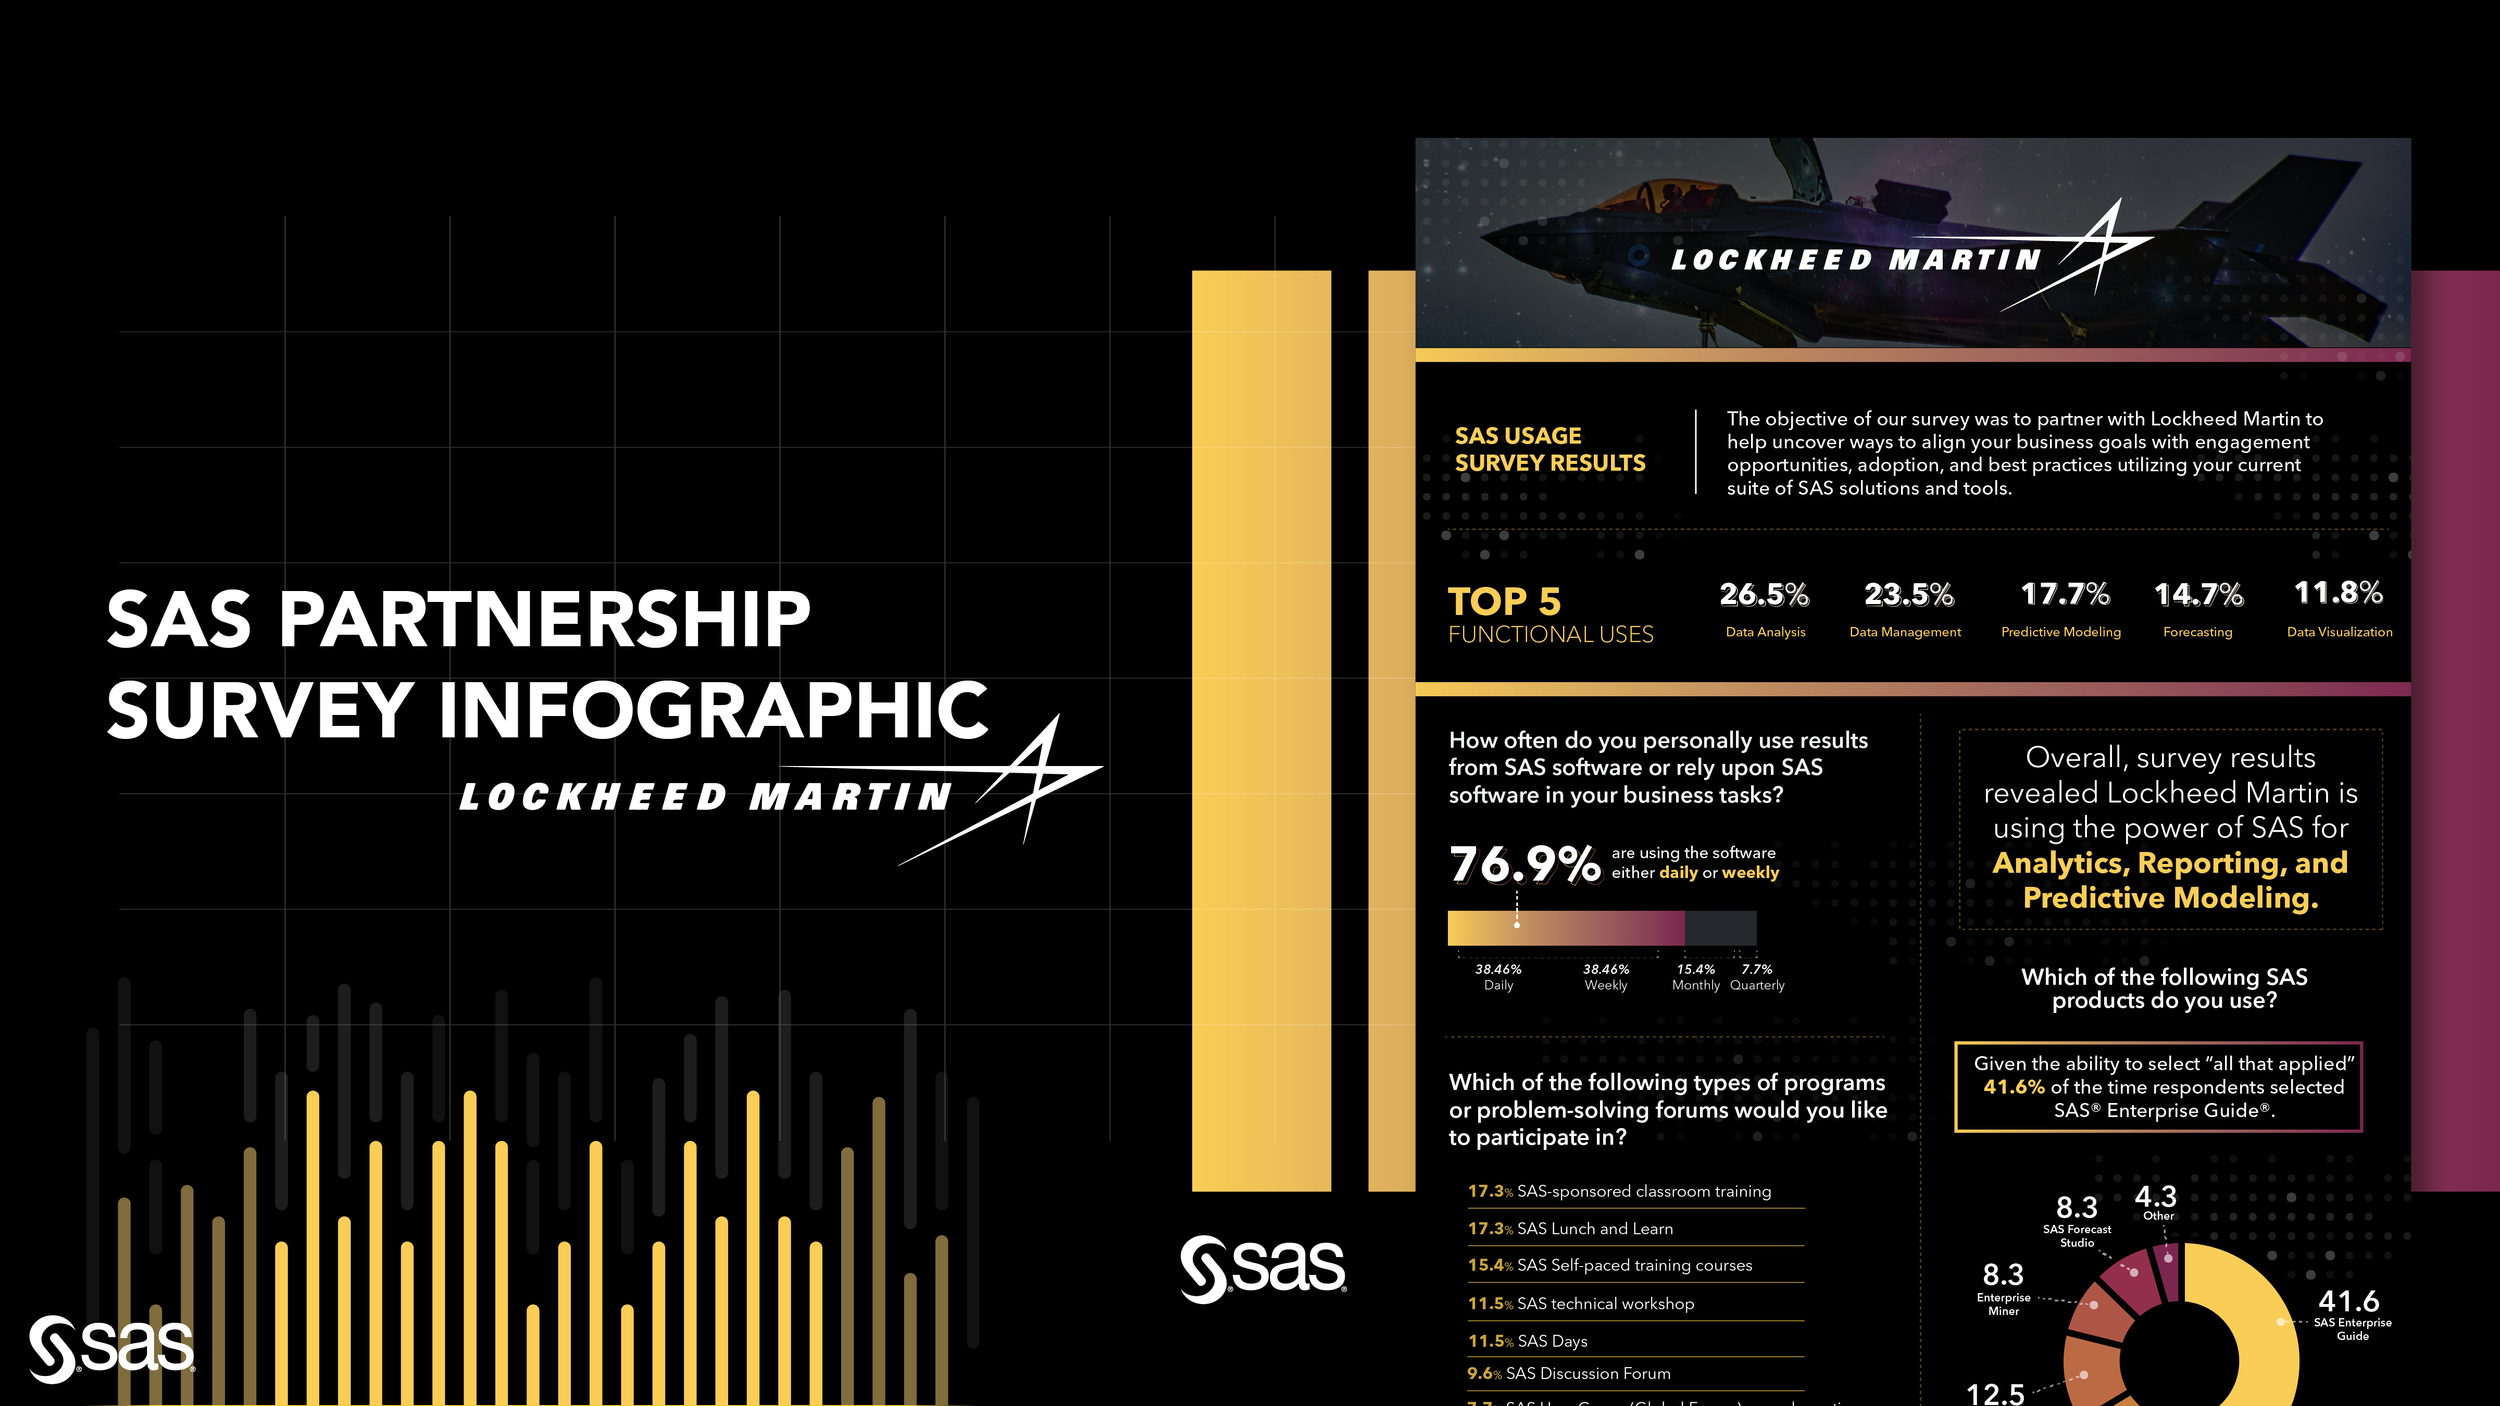 SAS PARTNERSHIP
SURVEY INFOGRAPHIC
LOCKHEED MARTIN
sas
sas
LOCKHEED MARTIN
SAS USAGE
SURVEY RESULTS
The objective of our survey was to partner with Lockheed Martin to
help uncover ways to align your business goals with engagement
opportunities, adoption, and best practices utilizing your current
suite of SAS solutions and tools.
TOP 5
FUNCTIONAL USES
26.5% 23.5% 17.7% 14.7% 11.8%
Data Analysis Data Management Predictive Modeling Forecasting Data Visualization
How often do you personally use results
from SAS software or rely upon SAS
software in your business tasks?
76.9%
are using the software
either daily or weekly
38.46% 38.46% 15.4% 7.7%
Daily Weekly Monthly Quarterly
Which of the following types of programs
or problem-solving forums would you like
to participate in?
17.3% SAS-sponsored classroom training
17.3% SAS Lunch and Learn
15.4% SAS Self-paced training courses
11.5% SAS technical workshop
11.5% SAS Days
9.6% SAS Discussion Forum
Overall, survey results
revealed Lockheed Martin is
using the power of SAS for
Analytics, Reporting, and
Predictive Modeling.
Which of the following SAS
products do you use?
Given the ability to select “all that applied”
41.6% of the time respondents selected
SAS® Enterprise Guide®.
4.3
Other
8.3
SAS Forecast
Studio
8.3
Enterprise
Miner
41.6
SAS Enterprise
Guide
12.5